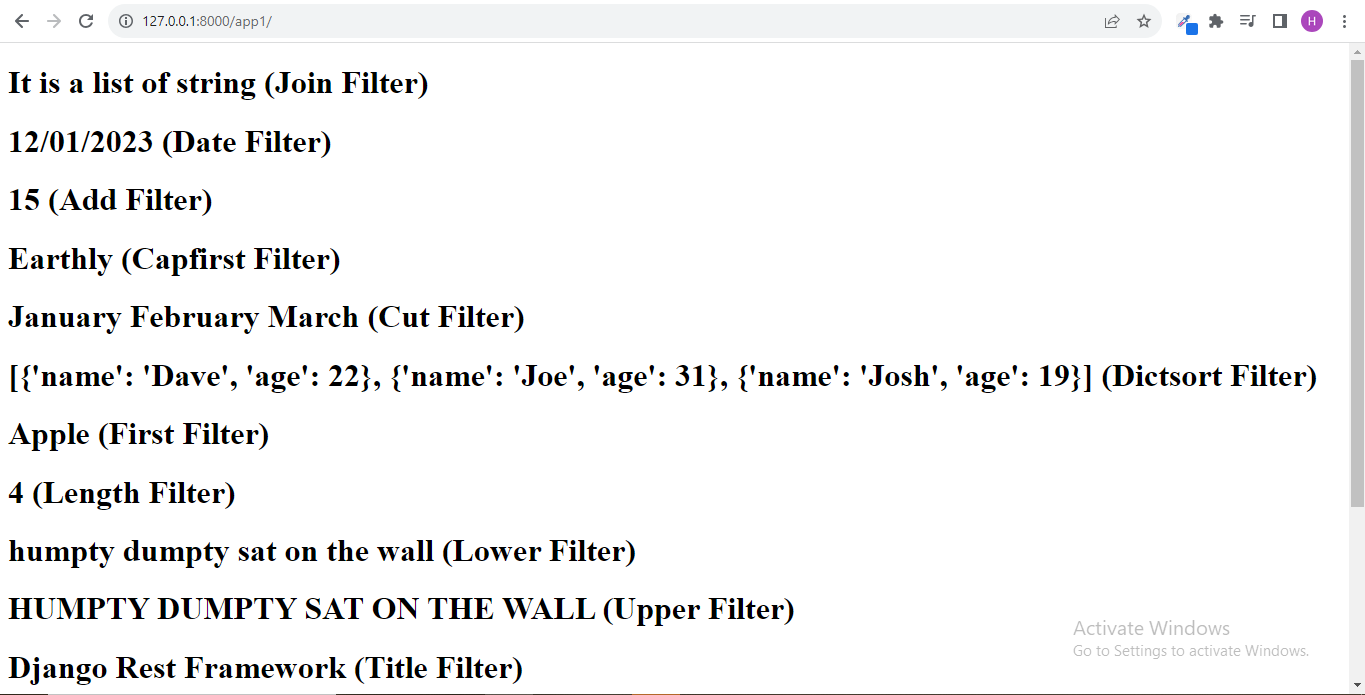 127.0.0.1:8000/app1/
H
It is a list of string (Join Filter)
12/01/2023 (Date Filter)
15 (Add Filter)
Earthly (Capfirst Filter)
January February March (Cut Filter)
[{'name': 'Dave', 'age': 22}, {'name': 'Joe', 'age': 31}, {'name': 'Josh', 'age': 19}] (Dictsort Filter)
Apple (First Filter)
4 (Length Filter)
humpty dumpty sat on the wall (Lower Filter)
HUMPTY DUMPTY SAT ON THE WALL (Upper Filter)
Django Rest Framework (Title Filter)
Activate Windows
Go to Settings to activate Windows.